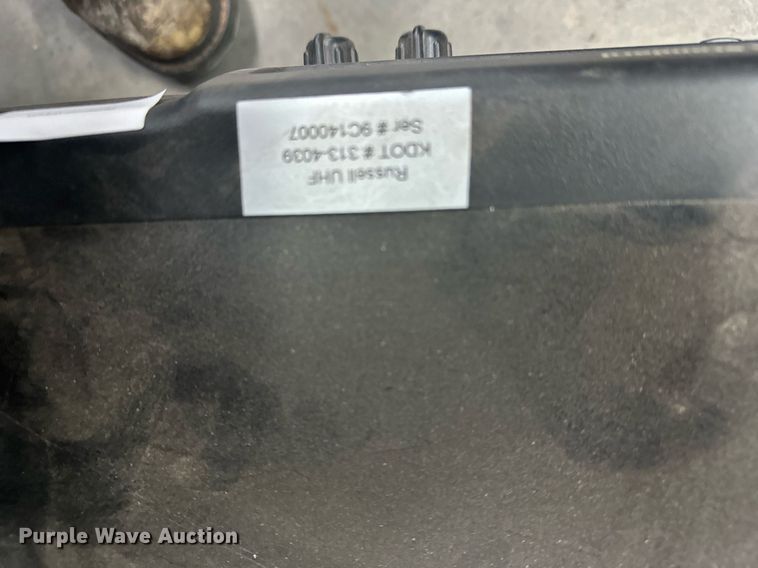 Russell UHF
KDOT # 313-4039
Ser # 9C140007
Purple Wave Auction